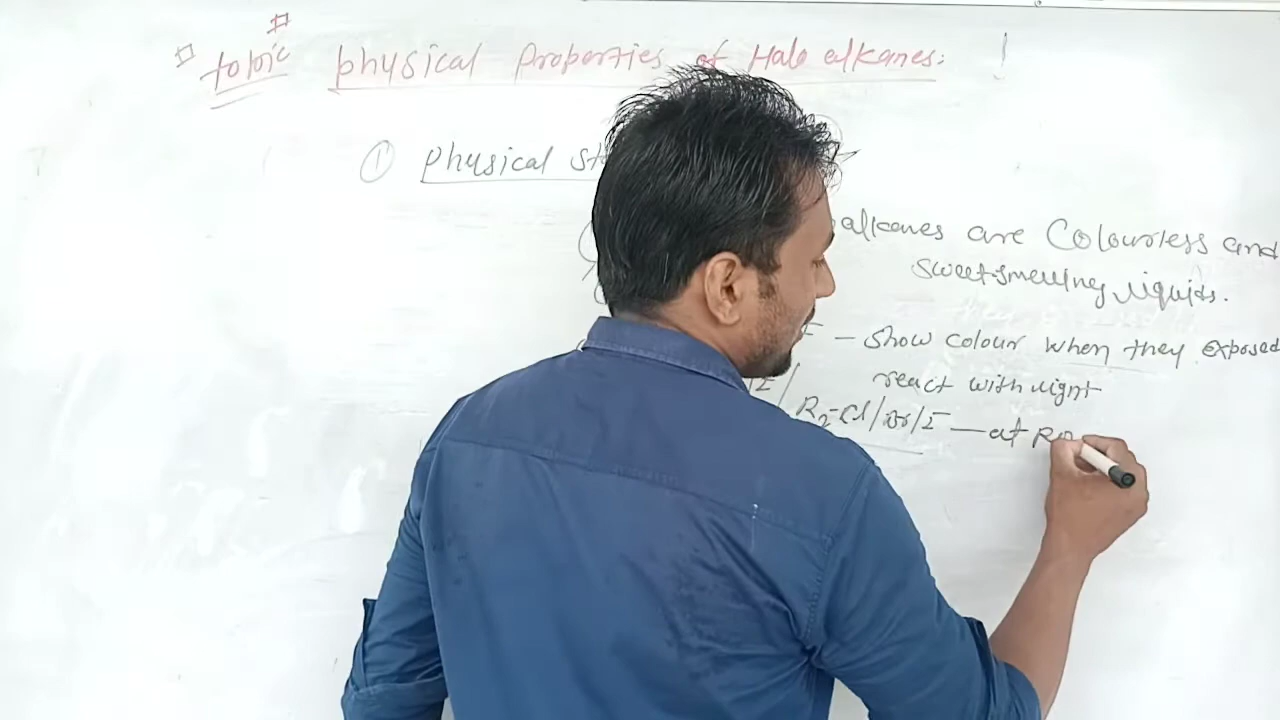 topic physical Properties of Halo alkanes:
① physical
alkanes are Colourless and
sweet-smelling liquids.
– show colour when they exposed
react with light
R₂-Cl/Br/I — at Ro